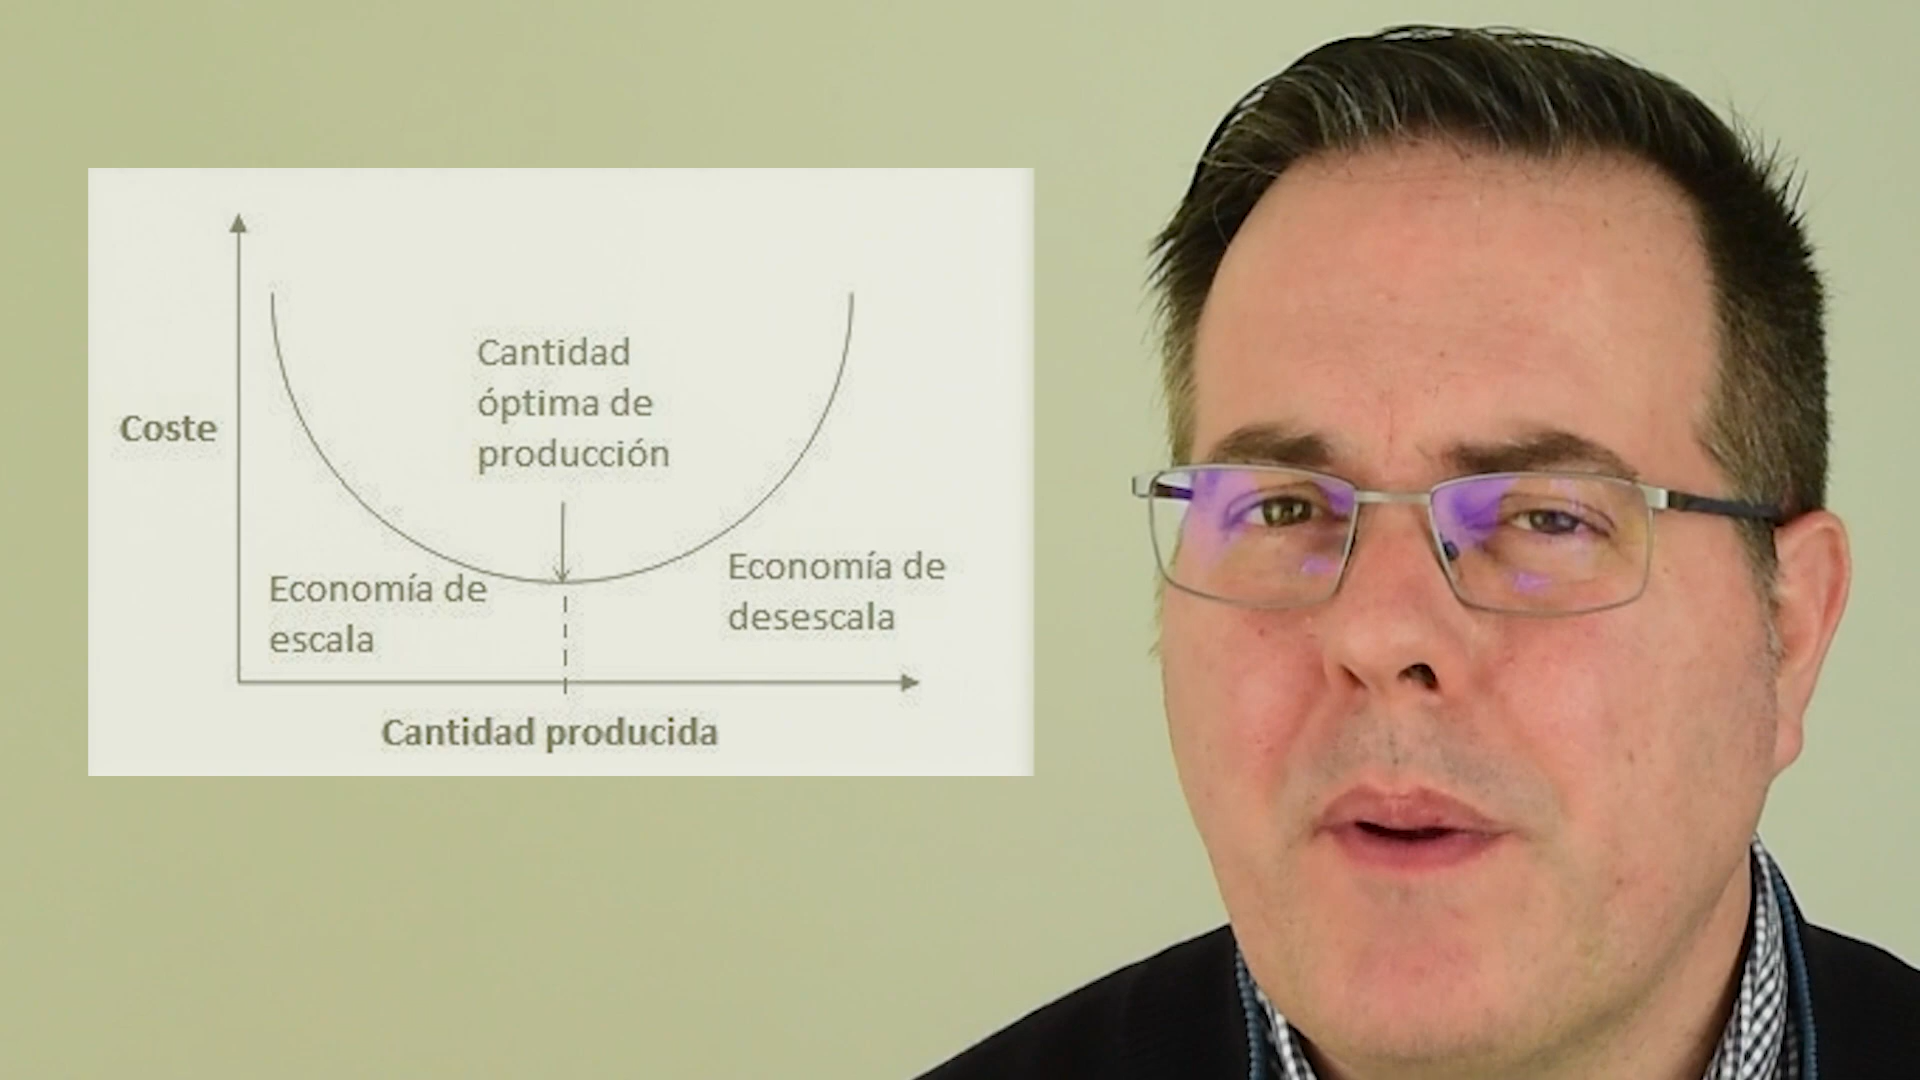 Cantidad
óptima de
producción
Coste
Economía de
escala
Economía de
desescala
Cantidad producida